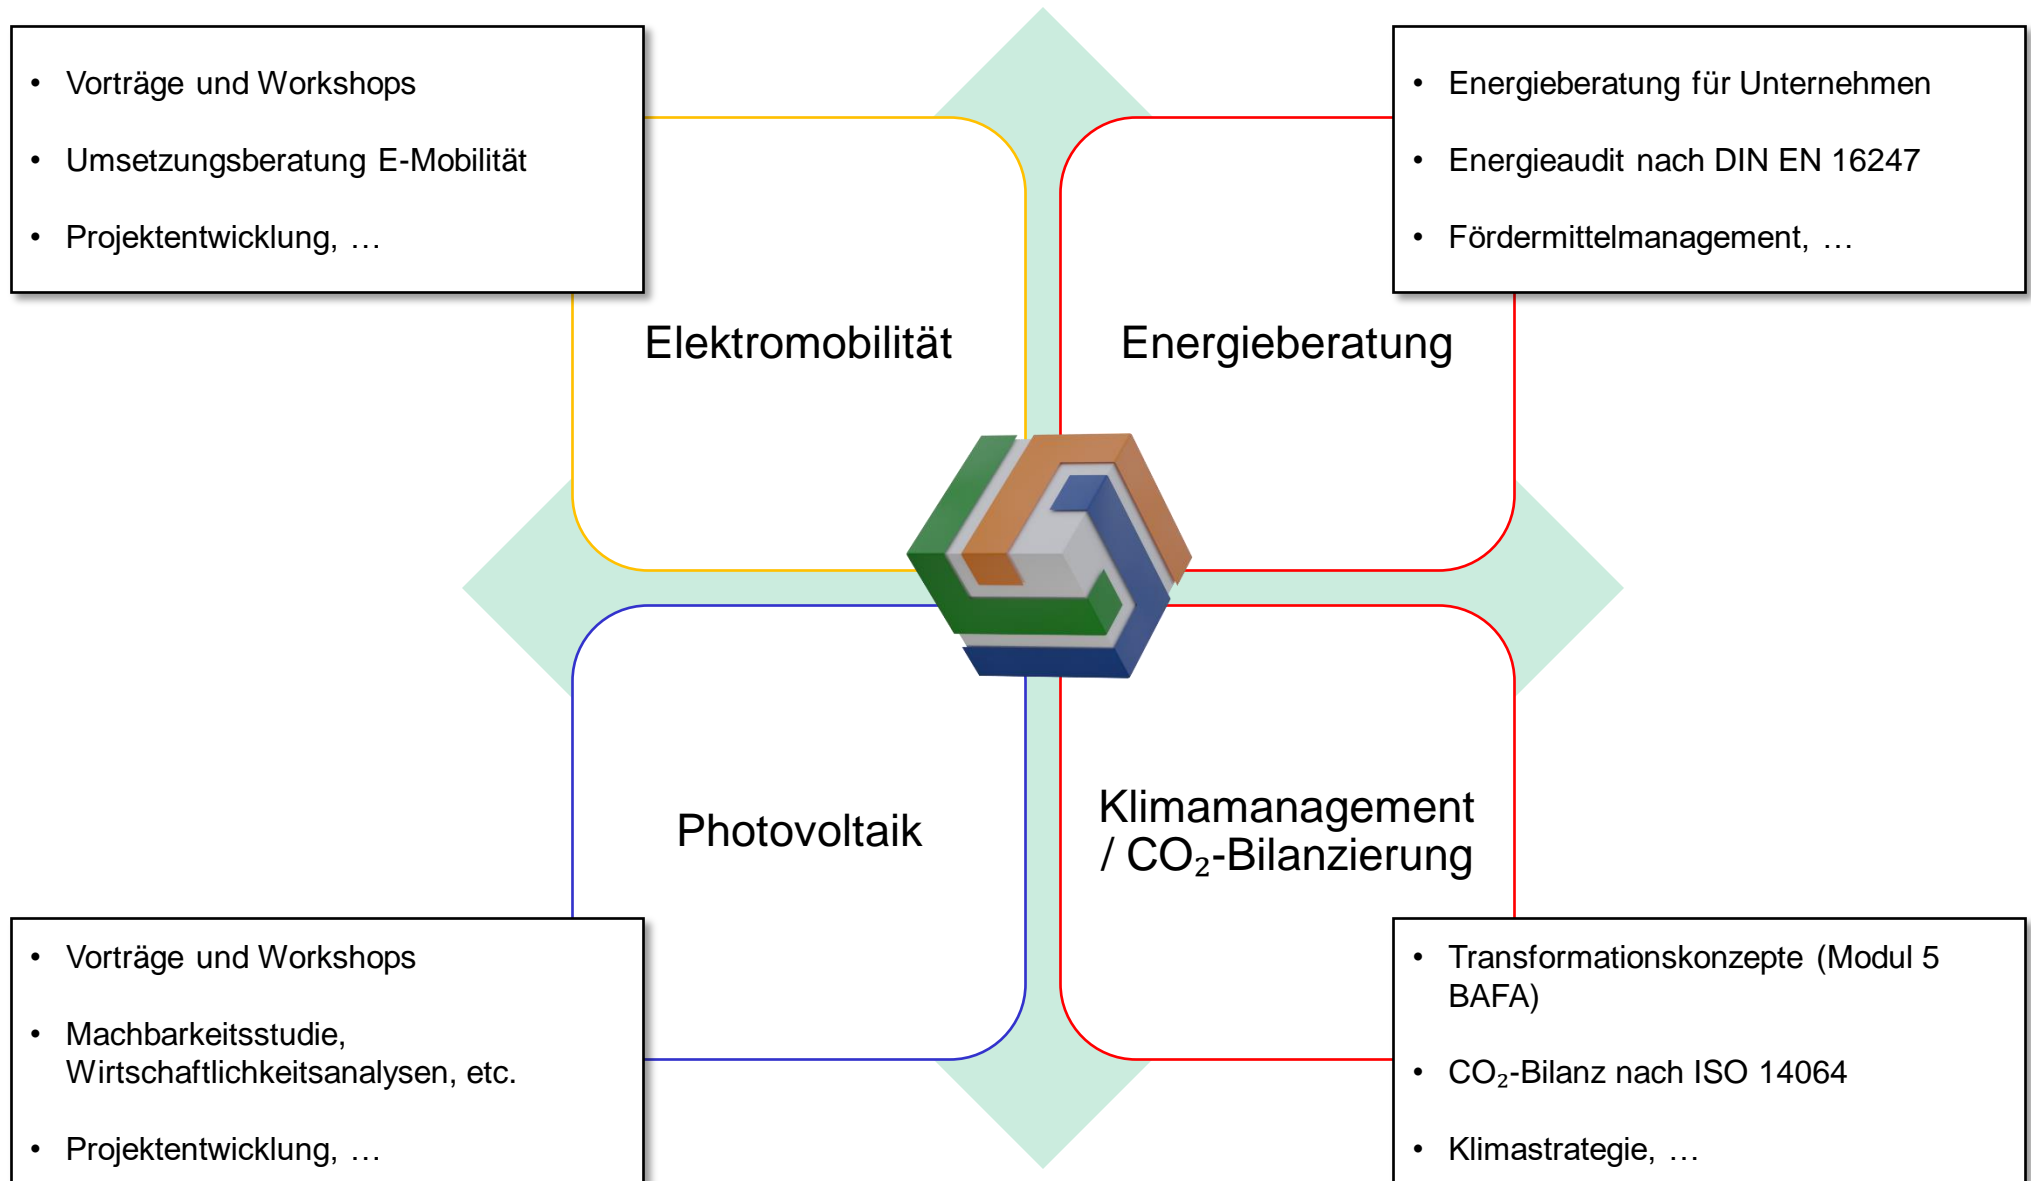 • Vorträge und Workshops
• Umsetzungsberatung E-Mobilität
• Projektentwicklung, …
• Energieberatung für Unternehmen
• Energieaudit nach DIN EN 16247
• Fördermittelmanagement, …
Elektromobilität
Energieberatung
Photovoltaik
Klimamanagement
/ CO₂-Bilanzierung
• Vorträge und Workshops
• Machbarkeitsstudie,
Wirtschaftlichkeitsanalysen, etc.
• Projektentwicklung, …
• Transformationskonzepte (Modul 5
BAFA)
• CO₂-Bilanz nach ISO 14064
• Klimastrategie, …